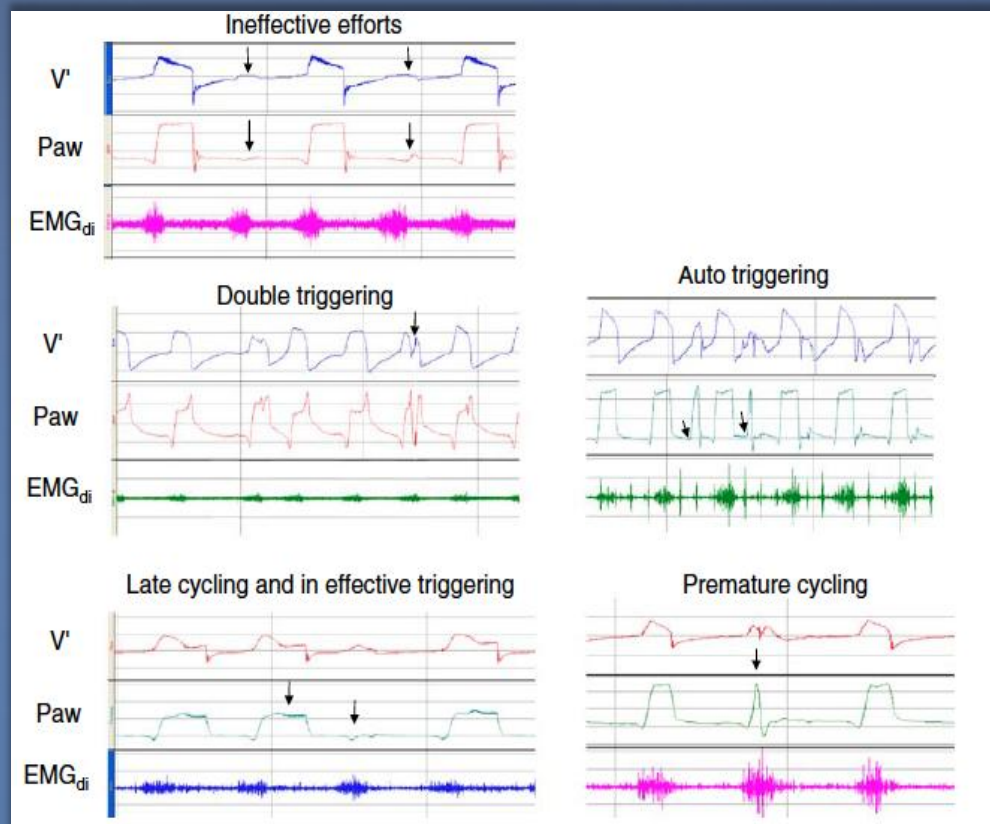 Ineffective efforts
V'
Paw
EMGdi
Double triggering
V'
Paw
EMGdi
Auto triggering
Late cycling and in effective triggering
V'
Paw
EMGdi
Premature cycling